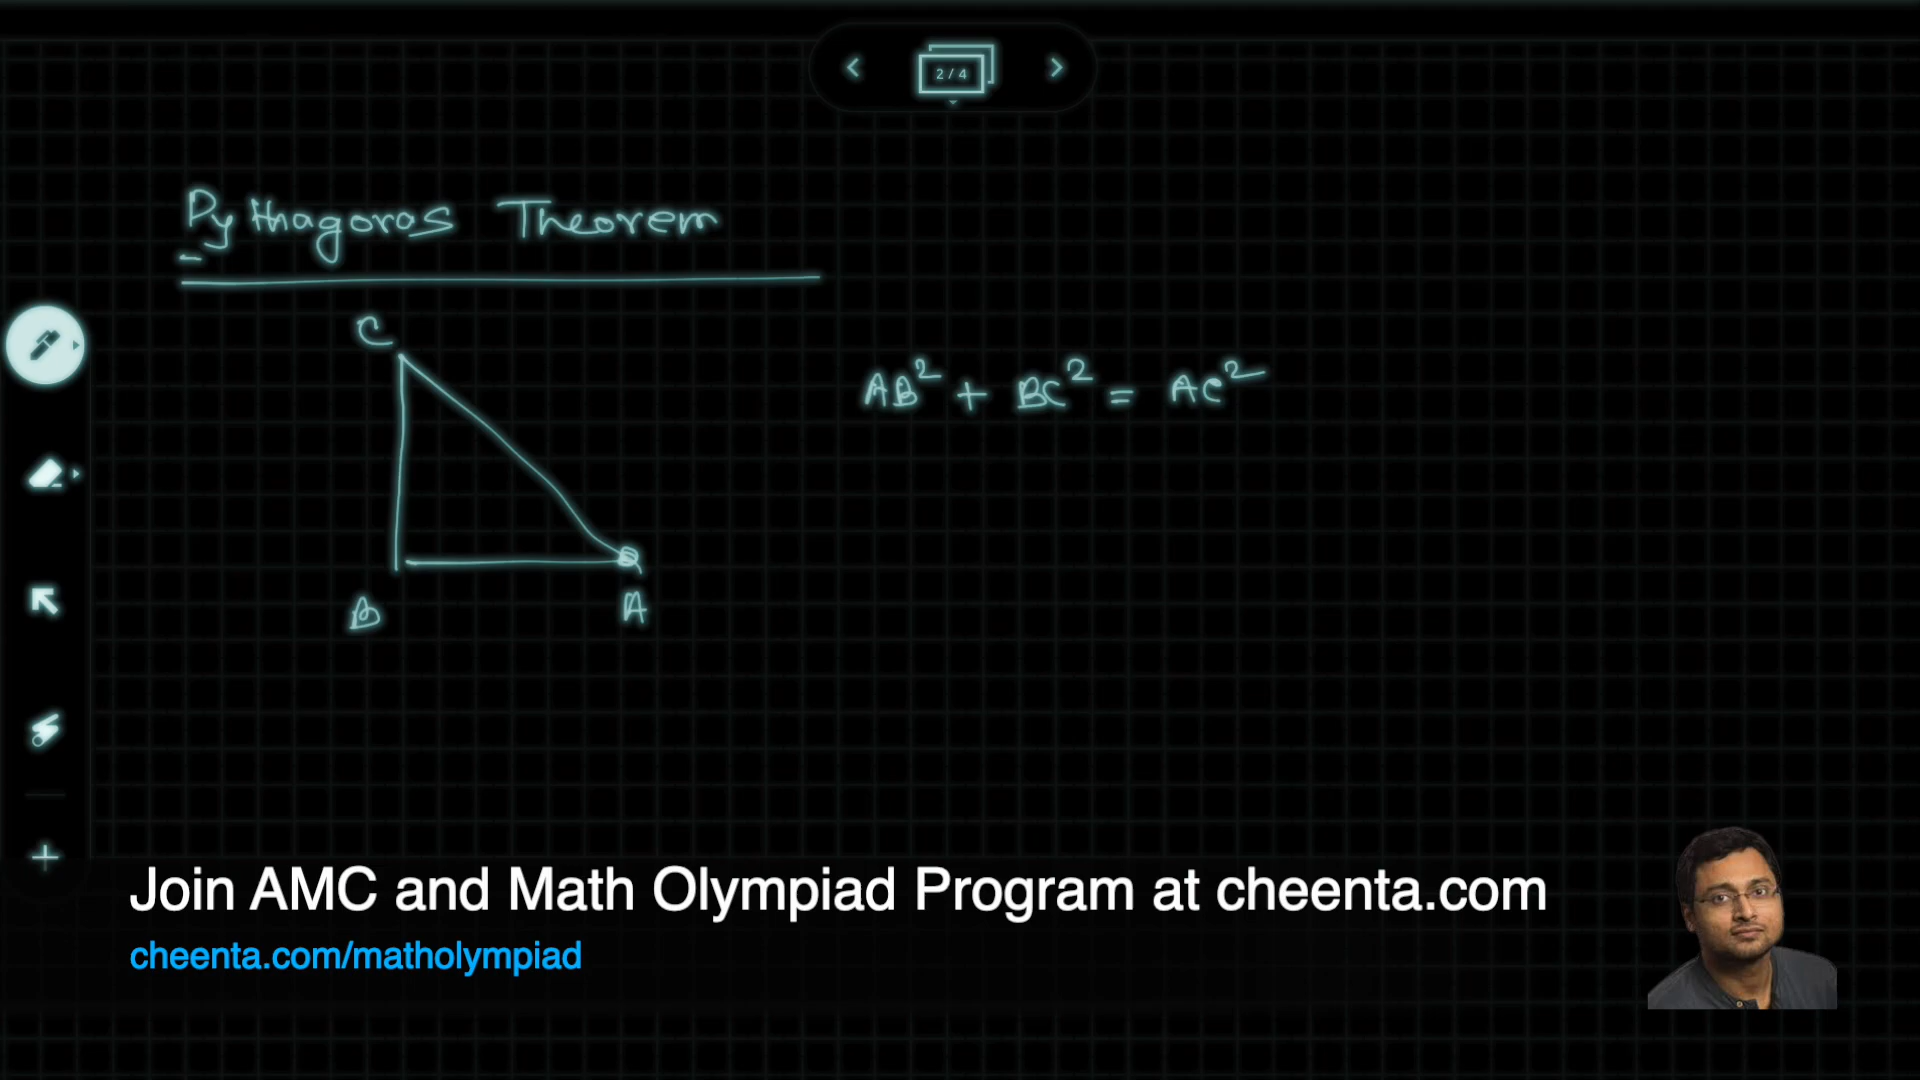 2 / 4
Pythagoras Theorem
C
AB² + BC² = AC²
B
A
Join AMC and Math Olympiad Program at cheenta.com
cheenta.com/matholympiad